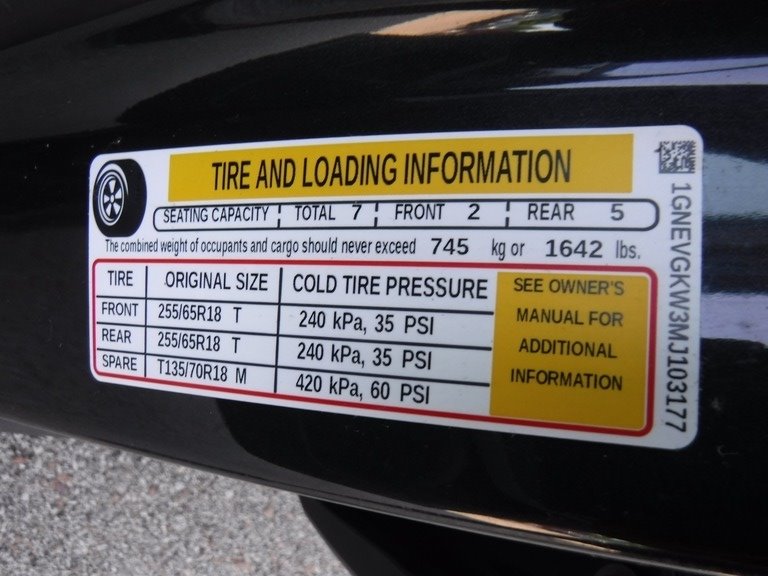 TIRE AND LOADING INFORMATION
SEATING CAPACITY TOTAL 7 FRONT 2 REAR 5
The combined weight of occupants and cargo should never exceed 745 kg or 1642 lbs.
TIRE ORIGINAL SIZE COLD TIRE PRESSURE
FRONT 255/65R18 T 240 kPa, 35 PSI
REAR 255/65R18 T 240 kPa, 35 PSI
SPARE T135/70R18 M 420 kPa, 60 PSI
SEE OWNER'S
MANUAL FOR
ADDITIONAL
INFORMATION
1GNEVGKW3MJ103177